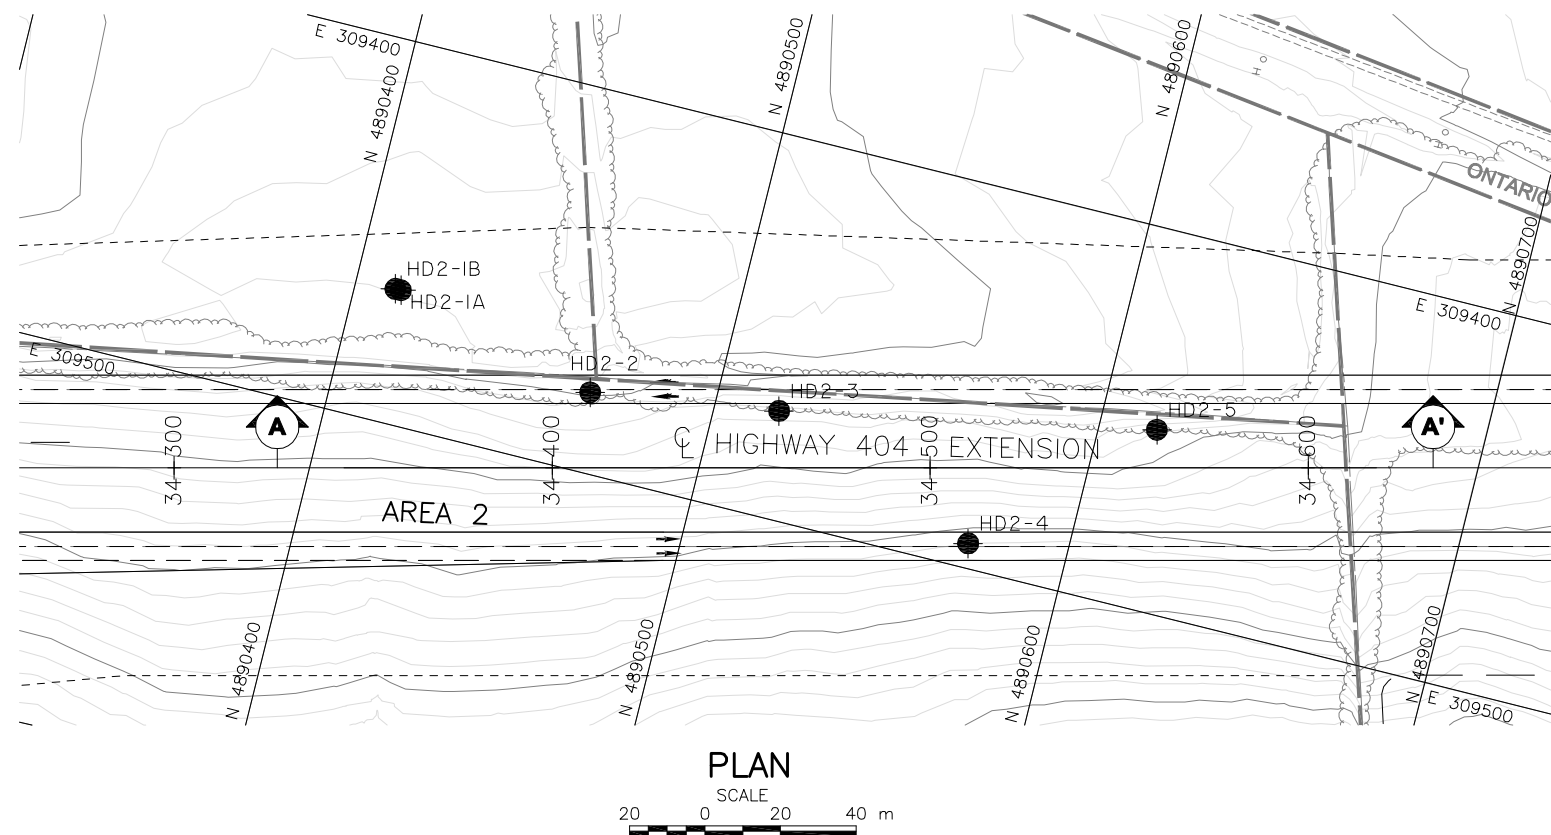 E 309400
N 4890400
N 4890500
N 4890600
H
ONTARIO
N 4890700
HD2-1B
HD2-1A
E 309400
E 309500
HD2-2
HD2-3
HD2-5
A
A'
34 300
34 400
34 500
34 600
℄ HIGHWAY 404 EXTENSION
AREA 2
HD2-4
N 4890400
N 4890500
N 4890600
N 4890700
E 309500
PLAN
SCALE
20 0 20 40 m